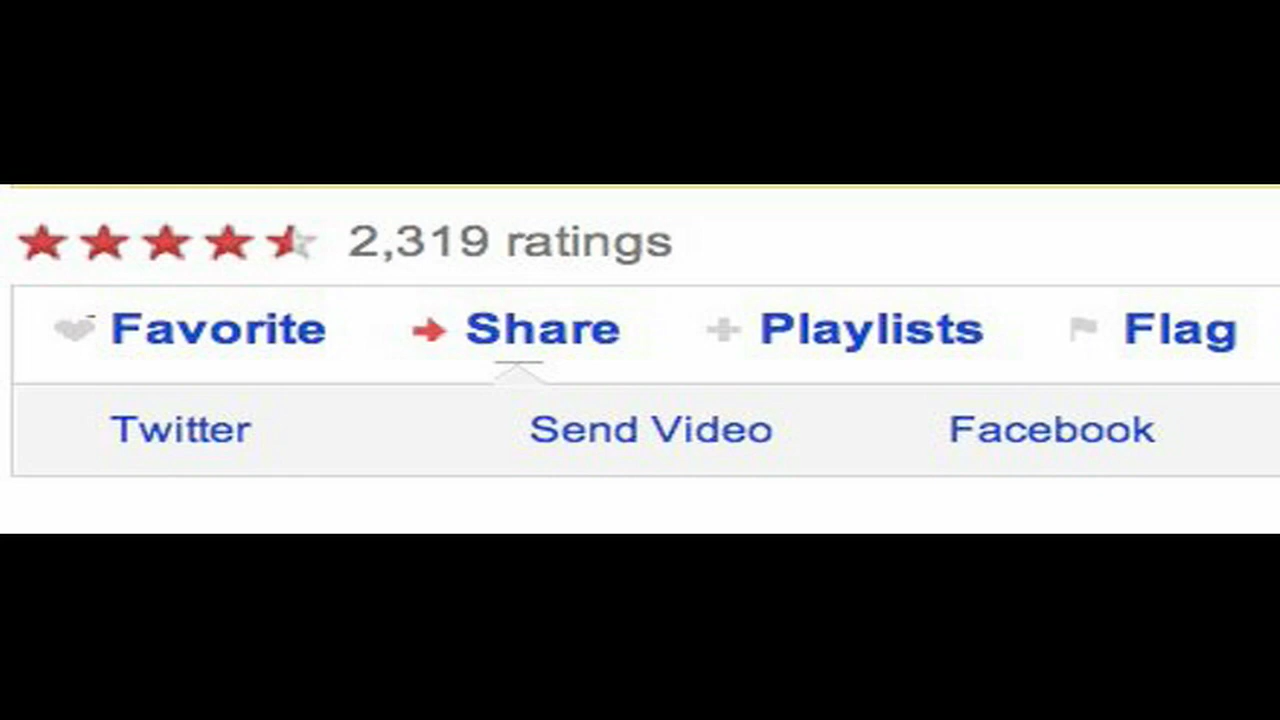 2,319 ratings
Favorite Share Playlists Flag
Twitter Send Video Facebook